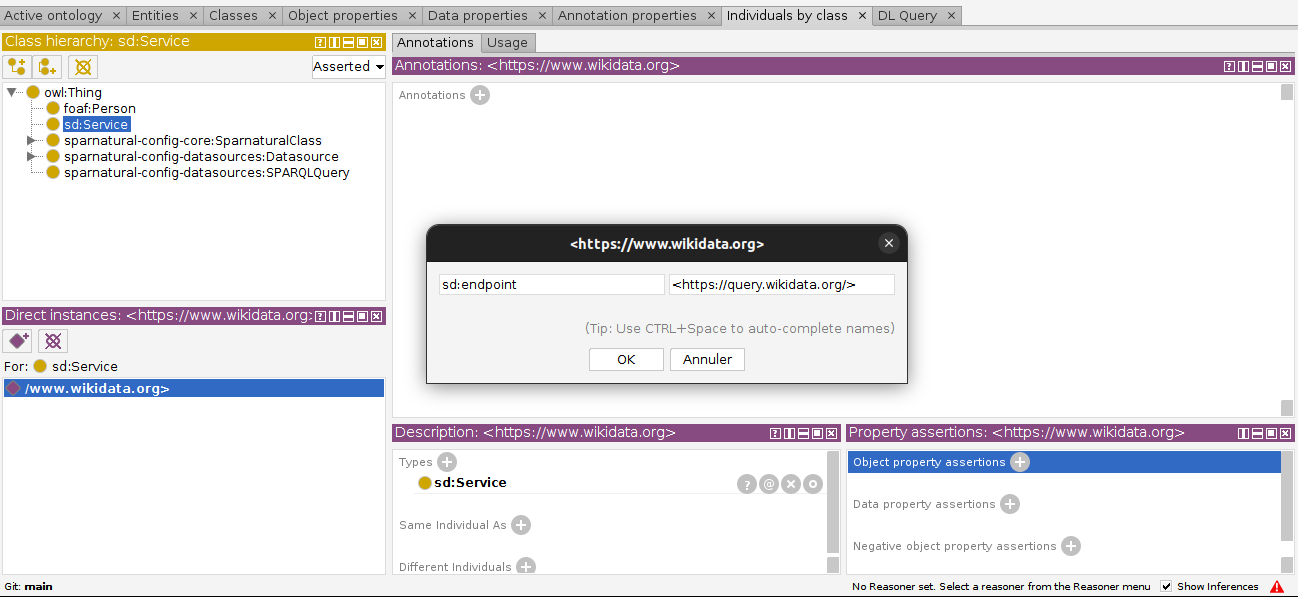 Active ontology × Entities × Classes × Object properties × Data properties × Annotation properties × Individuals by class × DL Query ×
Class hierarchy: sd:Service
Asserted
owl:Thing
foaf:Person
sd:Service
sparnatural-config-core:SparnaturalClass
sparnatural-config-datasources:Datasource
sparnatural-config-datasources:SPARQLQuery
Direct instances: <https://www.wikidata.org>
For: sd:Service
/www.wikidata.org>
Annotations Usage
Annotations: <https://www.wikidata.org>
Annotations
<https://www.wikidata.org>
sd:endpoint <https://query.wikidata.org/>
(Tip: Use CTRL+Space to auto-complete names)
OK Annuler
Description: <https://www.wikidata.org>
Types
sd:Service
Same Individual As
Different Individuals
Property assertions: <https://www.wikidata.org>
Object property assertions
Data property assertions
Negative object property assertions
Git: main
No Reasoner set. Select a reasoner from the Reasoner menu Show Inferences